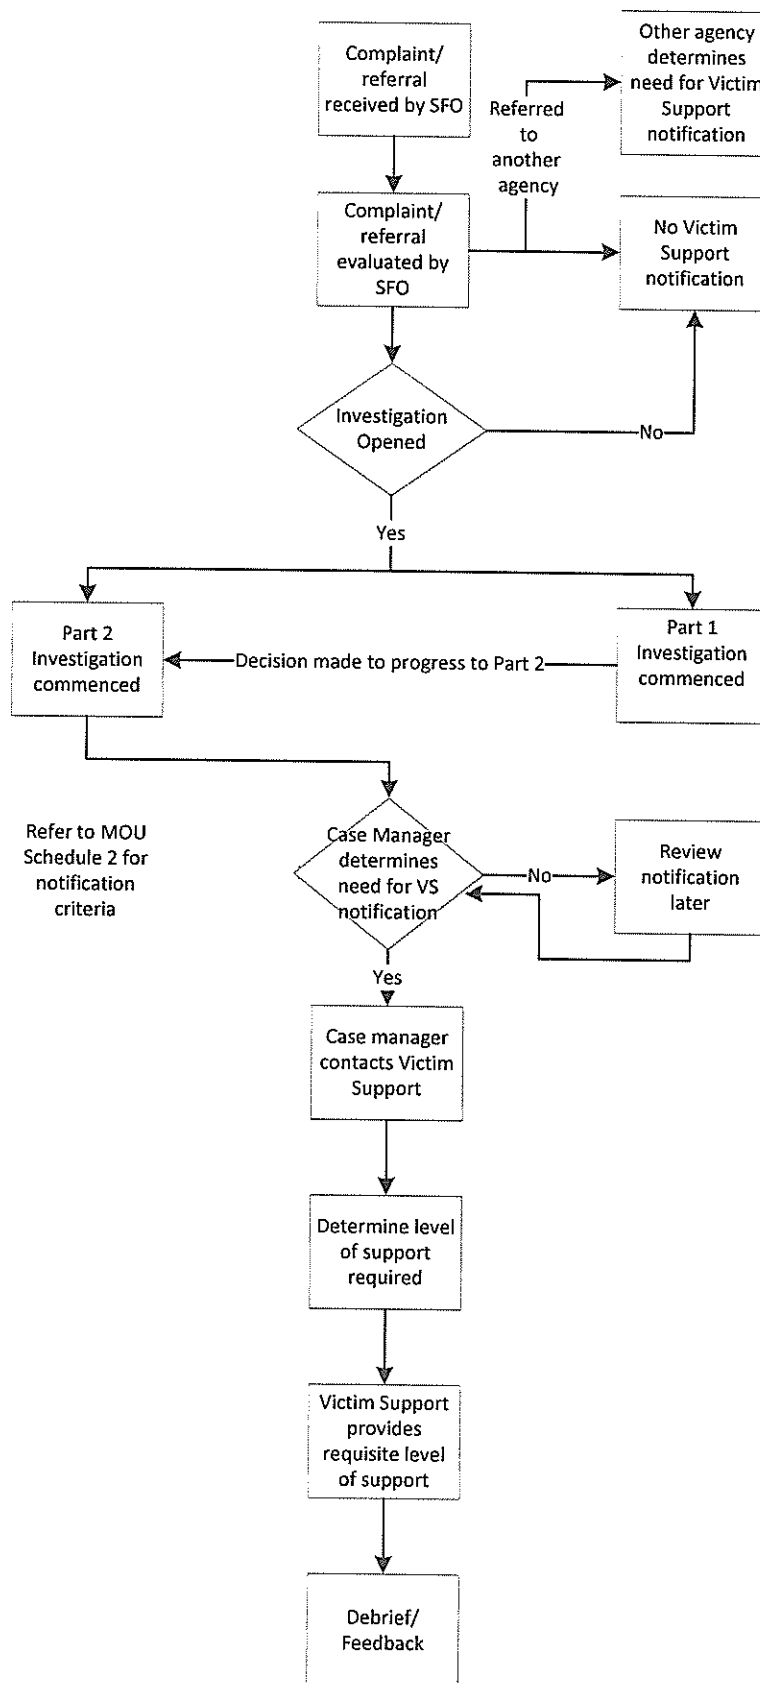 Complaint/
referral
received by SFO
Other agency
determines
need for Victim
Support
notification
Referred
to
another
agency
Complaint/
referral
evaluated by
SFO
No Victim
Support
notification
Investigation
Opened
No
Yes
Part 2
Investigation
commenced
Decision made to progress to Part 2
Part 1
Investigation
commenced
Refer to MOU
Schedule 2 for
notification
criteria
Case Manager
determines
need for VS
notification
No
Review
notification
later
Yes
Case manager
contacts Victim
Support
Determine level
of support
required
Victim Support
provides
requisite level
of support
Debrief/
Feedback